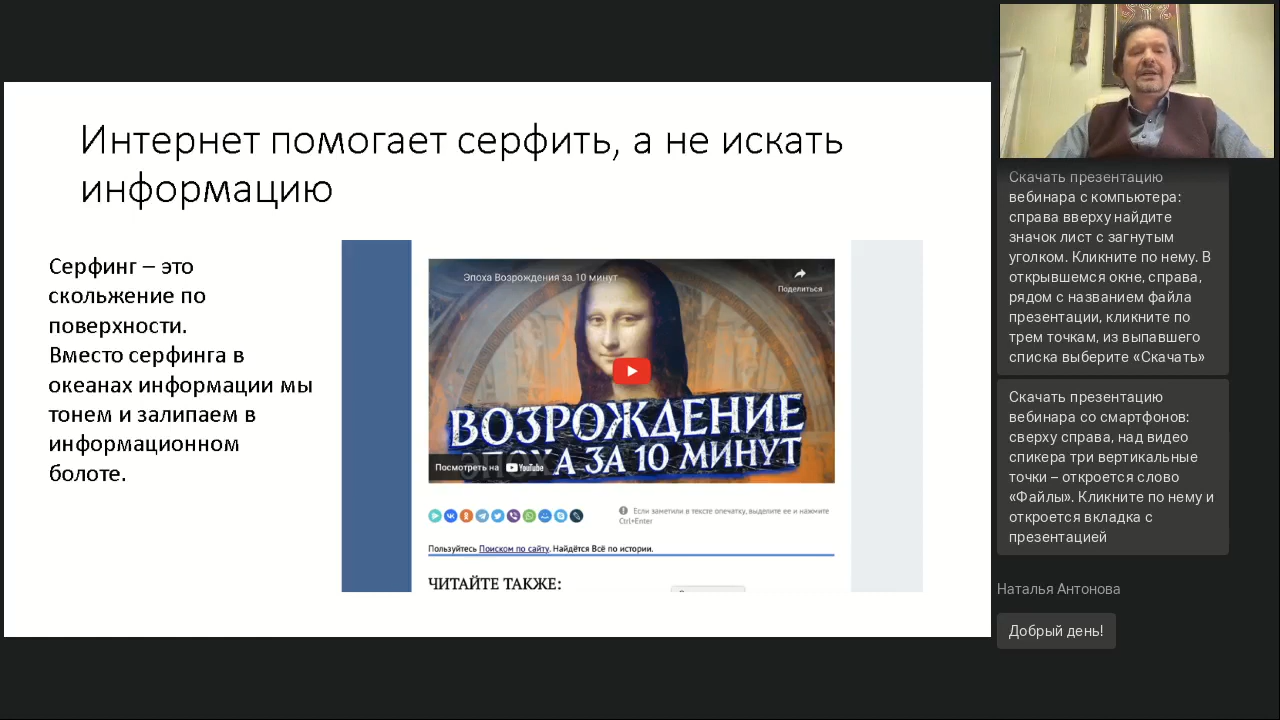 Интернет помогает серфить, а не искать
информацию
Серфинг – это
скольжение по
поверхности.
Вместо серфинга в
океанах информации мы
тонем и залипаем в
информационном
болоте.
Эпоха Возрождения за 10 минут
Поделиться
ВОЗРОЖДЕНИЕ
ЭПОХА ЗА 10 МИНУТ
Посмотреть на YouTube
Если заметили в тексте опечатку, выделите ее и нажмите
Ctrl+Enter
Пользуйтесь Поиском по сайту. Найдётся Всё по истории.
ЧИТАЙТЕ ТАКЖЕ:
Скачать презентацию
вебинара с компьютера:
справа вверху найдите
значок лист с загнутым
уголком. Кликните по нему. В
открывшемся окне, справа,
рядом с названием файла
презентации, кликните по
трем точкам, из выпавшего
списка выберите «Скачать»
Скачать презентацию
вебинара со смартфонов:
сверху справа, над видео
спикера три вертикальные
точки – откроется слово
«Файлы». Кликните по нему и
откроется вкладка с
презентацией
Наталья Антонова
Добрый день!